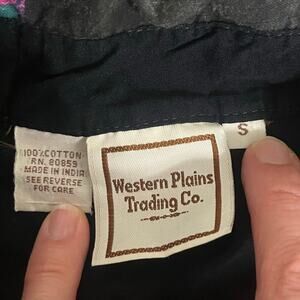 100% COTTON
RN. 80859
MADE IN INDIA
SEE REVERSE
FOR CARE
Western Plains
Trading Co.
S